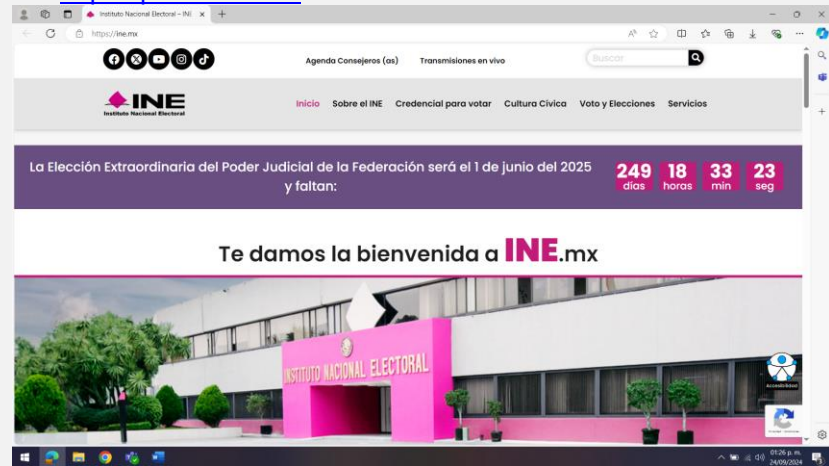 Instituto Nacional Electoral – INE
https://ine.mx
Agenda Consejeros (as)
Transmisiones en vivo
Buscar
INE
Instituto Nacional Electoral
Inicio
Sobre el INE
Credencial para votar
Cultura Cívica
Voto y Elecciones
Servicios
La Elección Extraordinaria del Poder Judicial de la Federación será el 1 de junio del 2025
y faltan:
249 18 33 23
días horas min seg
Te damos la bienvenida a INE.mx
INSTITUTO NACIONAL ELECTORAL
Accesibilidad
01:26 p. m.
24/09/2024